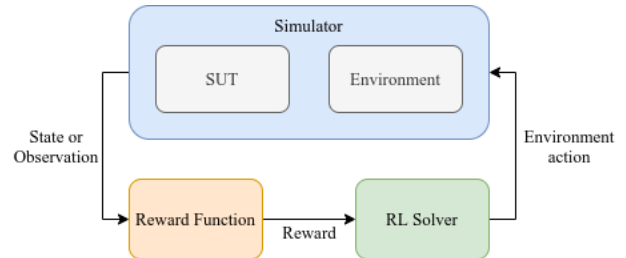 Simulator
SUT
Environment
State or
Observation
Environment
action
Reward Function
Reward
RL Solver